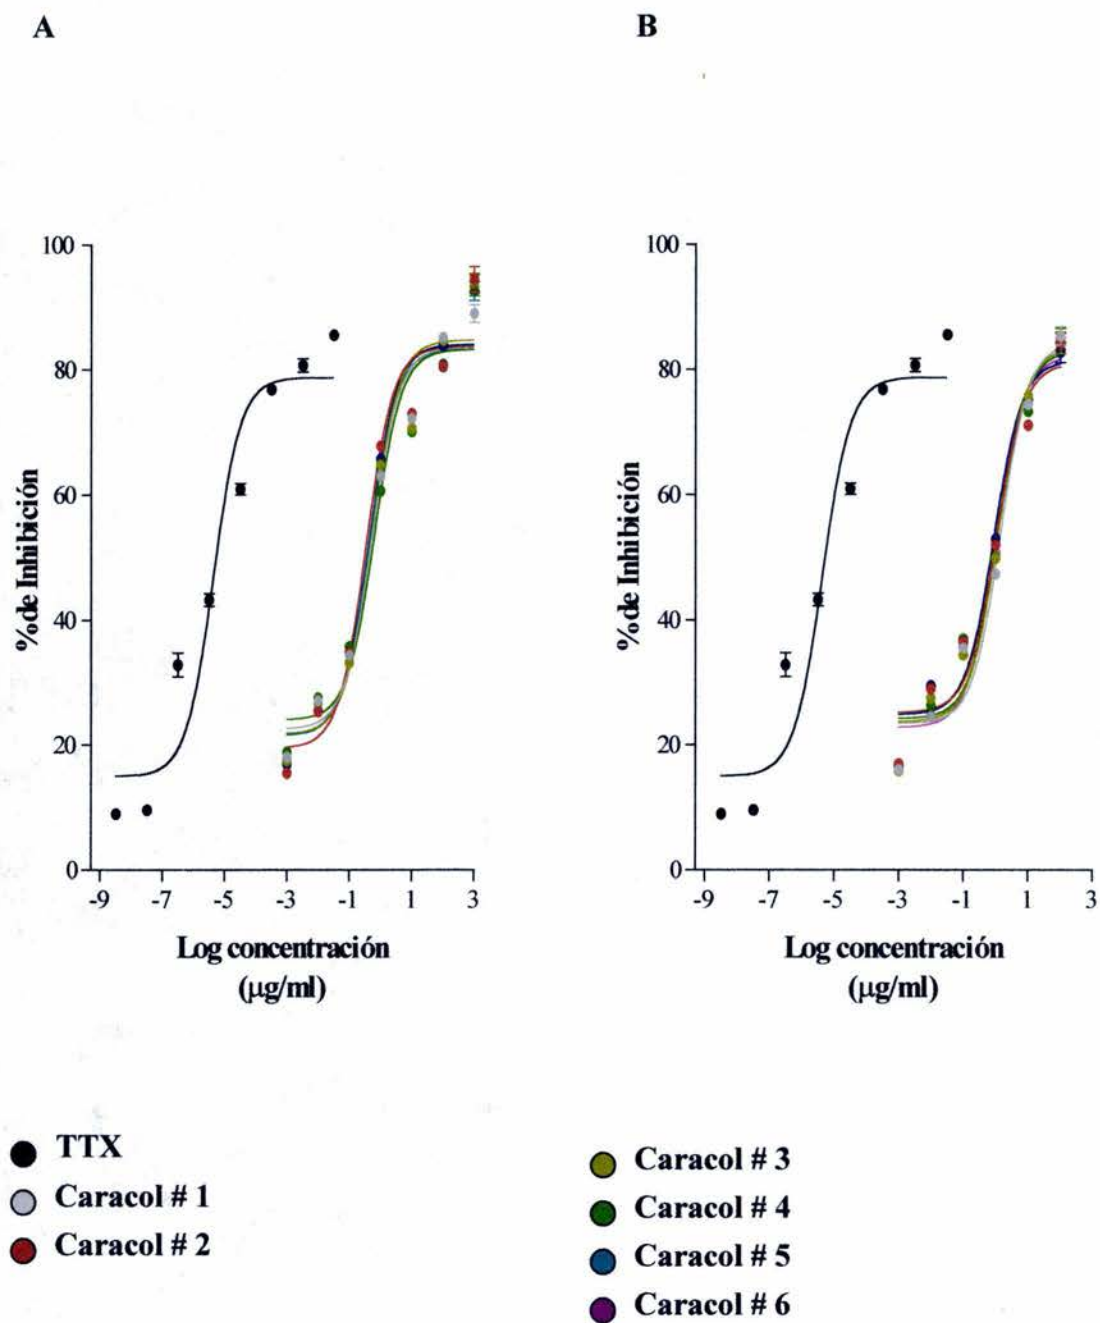 A
B
100
80
60
40
20
0
% de Inhibición
-9 -7 -5 -3 -1 1 3
Log concentración
(µg/ml)
100
80
60
40
20
0
% de Inhibición
-9 -7 -5 -3 -1 1 3
Log concentración
(µg/ml)
TTX
Caracol # 1
Caracol # 2
Caracol # 3
Caracol # 4
Caracol # 5
Caracol # 6